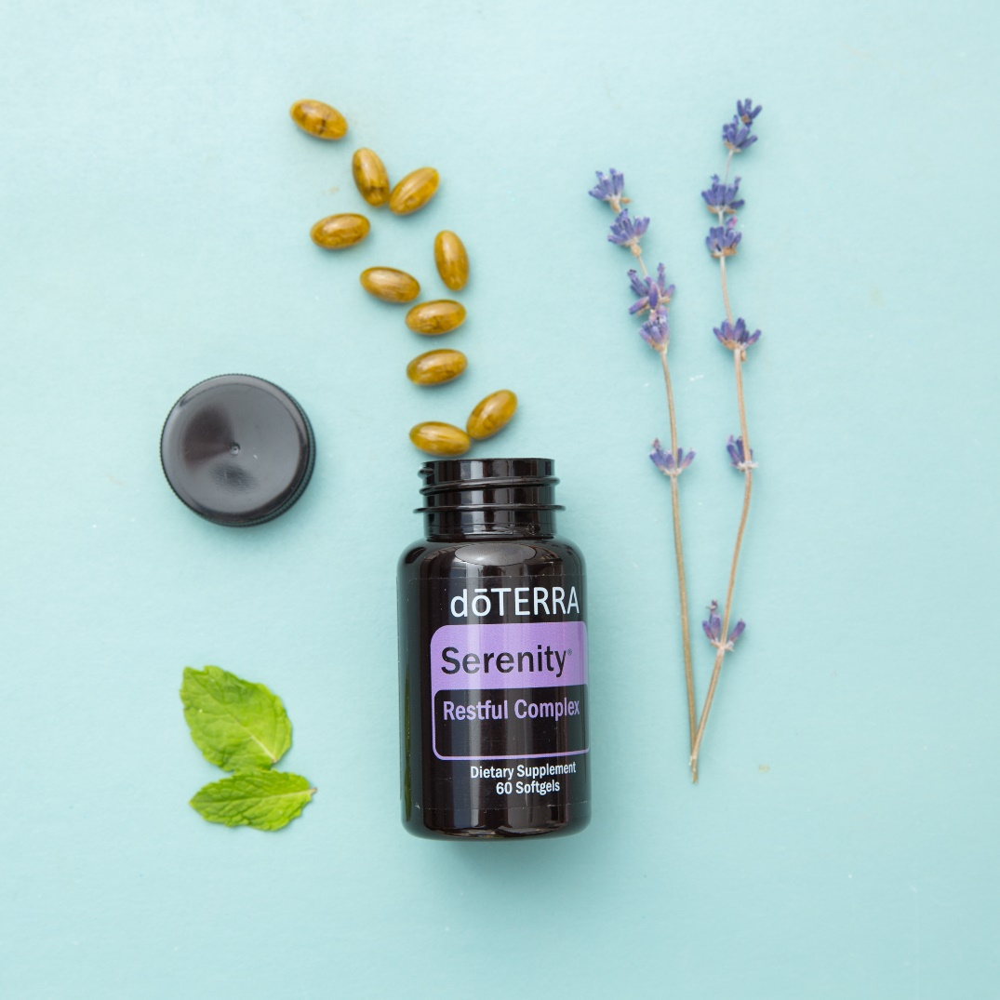 dōTERRA
Serenity®
Restful Complex
Dietary Supplement
60 Softgels